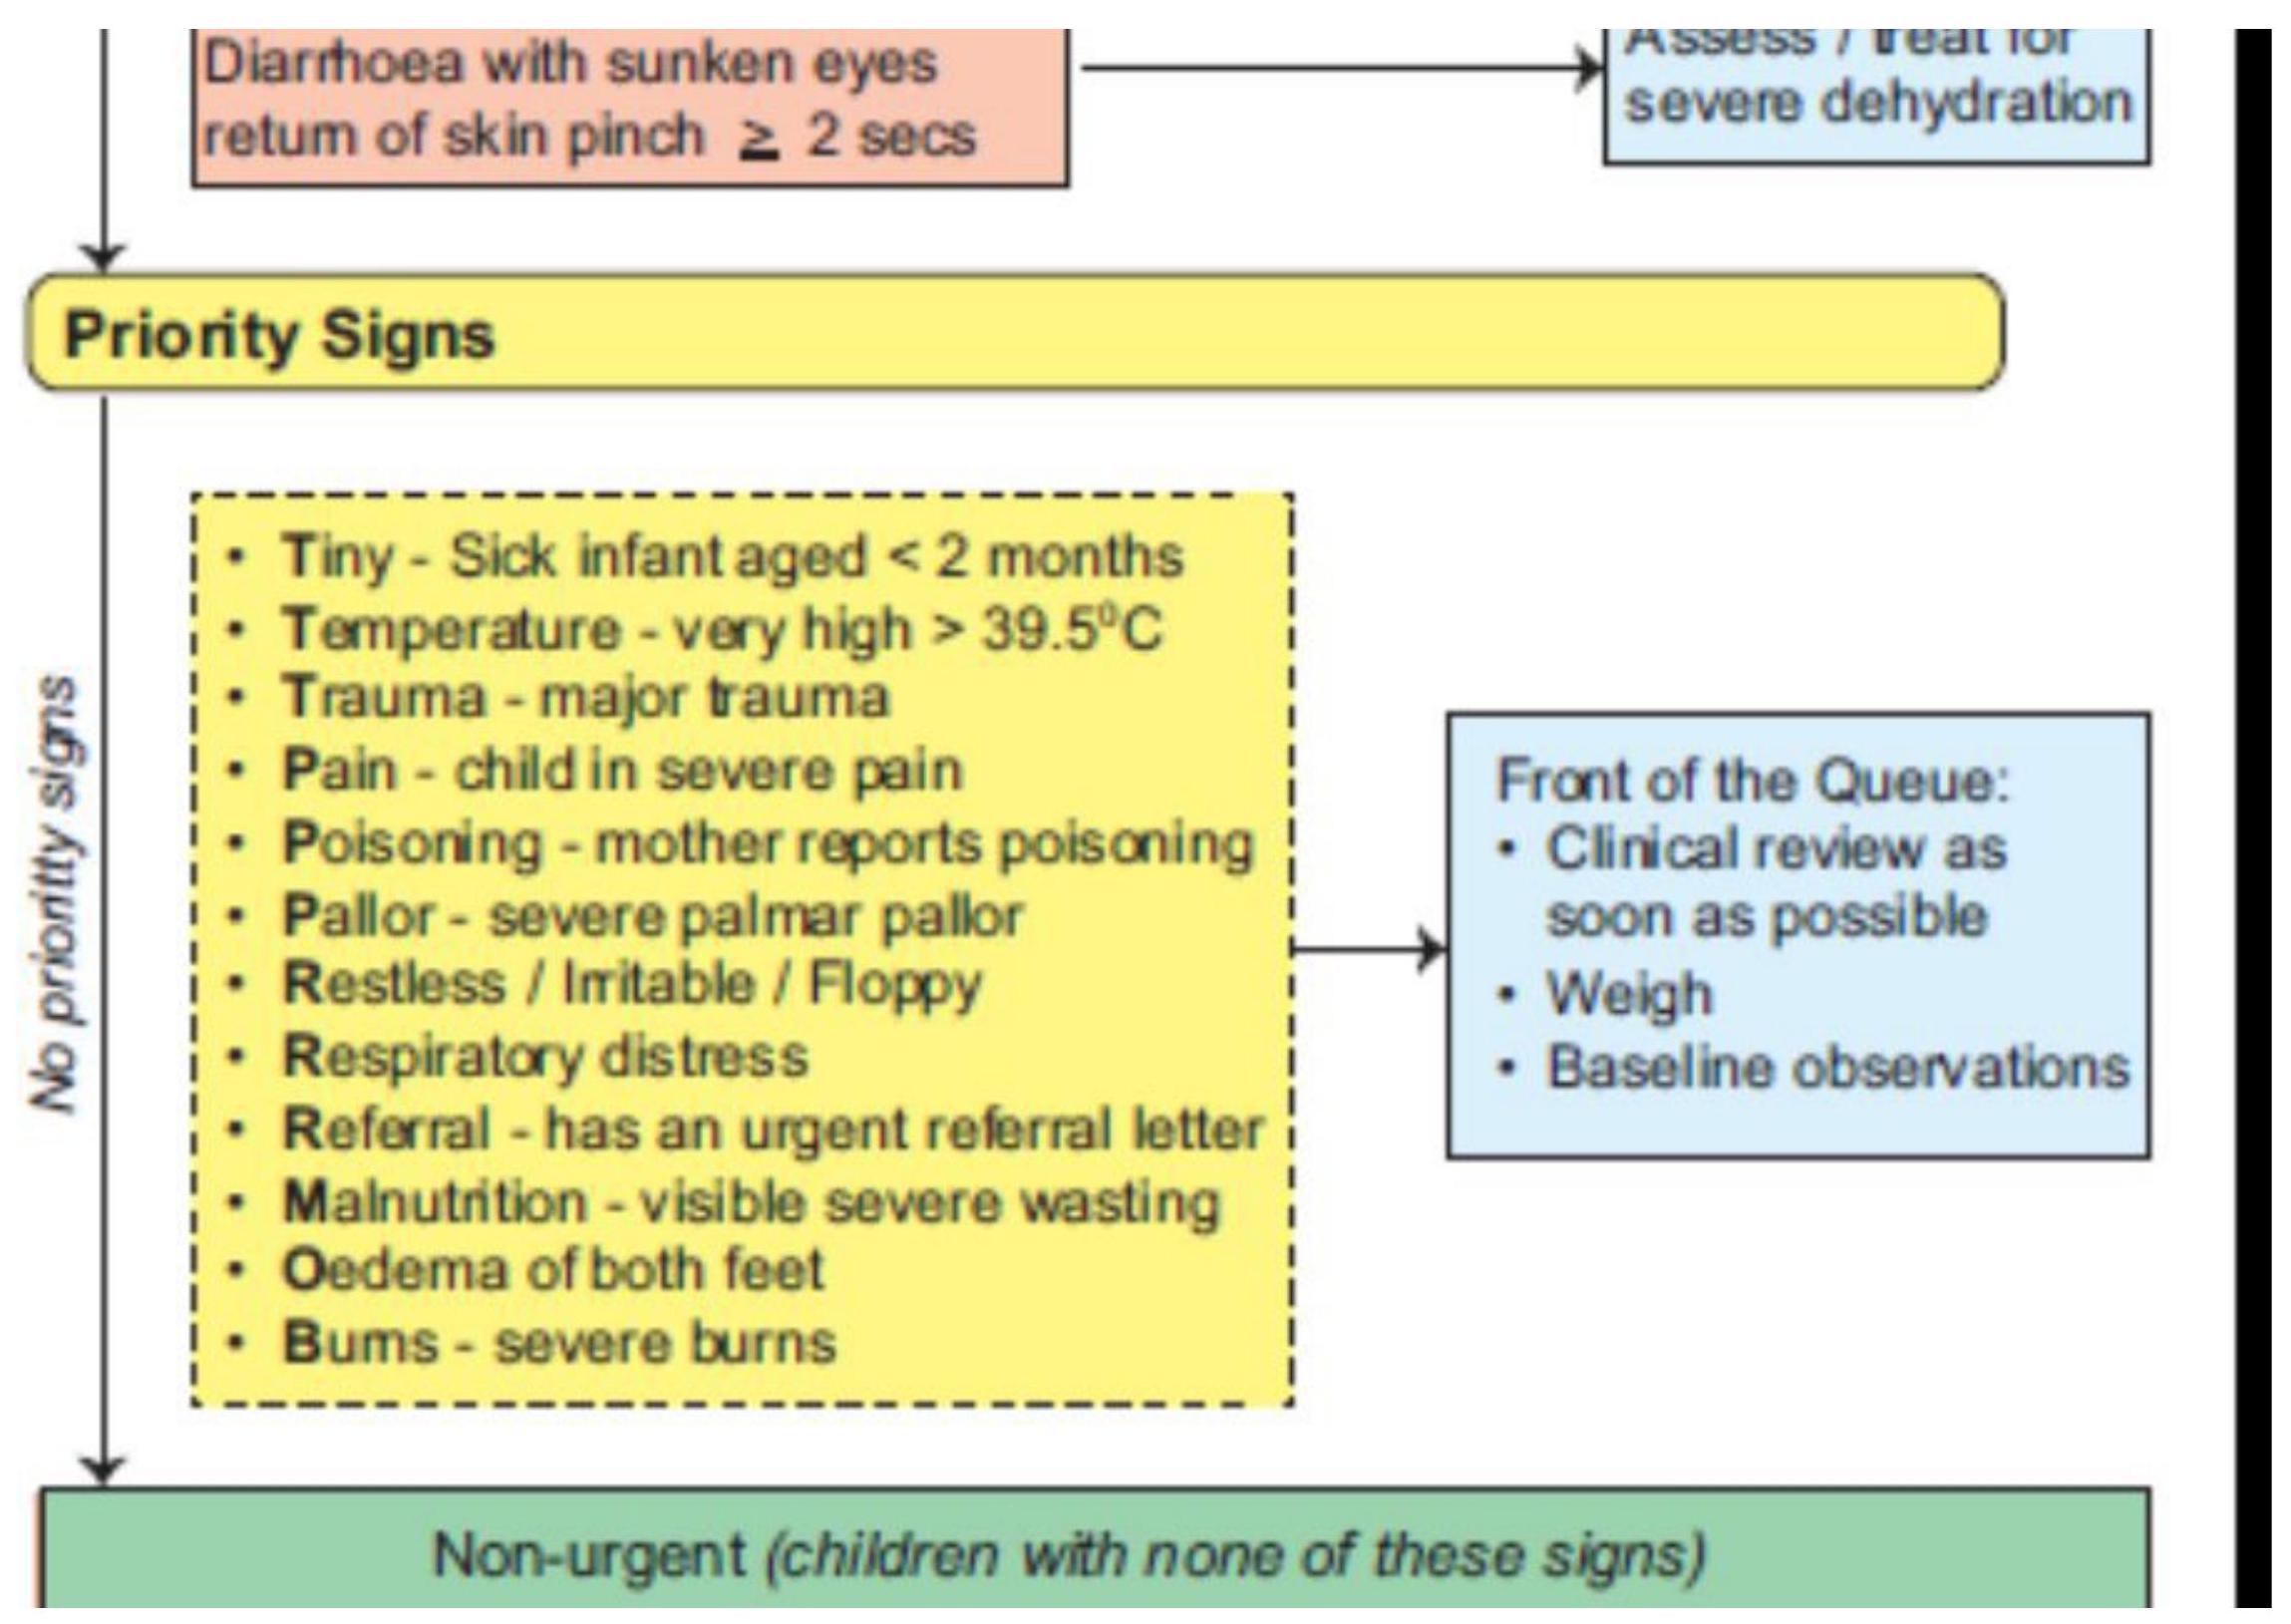 Diarrhoea with sunken eyes
return of skin pinch ≥ 2 secs
Assess / treat for
severe dehydration
Priority Signs
No priority signs
• Tiny - Sick infant aged < 2 months
• Temperature - very high > 39.5⁰C
• Trauma - major trauma
• Pain - child in severe pain
• Poisoning - mother reports poisoning
• Pallor - severe palmar pallor
• Restless / Irritable / Floppy
• Respiratory distress
• Referral - has an urgent referral letter
• Malnutrition - visible severe wasting
• Oedema of both feet
• Burns - severe burns
Front of the Queue:
• Clinical review as
soon as possible
• Weigh
• Baseline observations
Non-urgent (children with none of these signs)